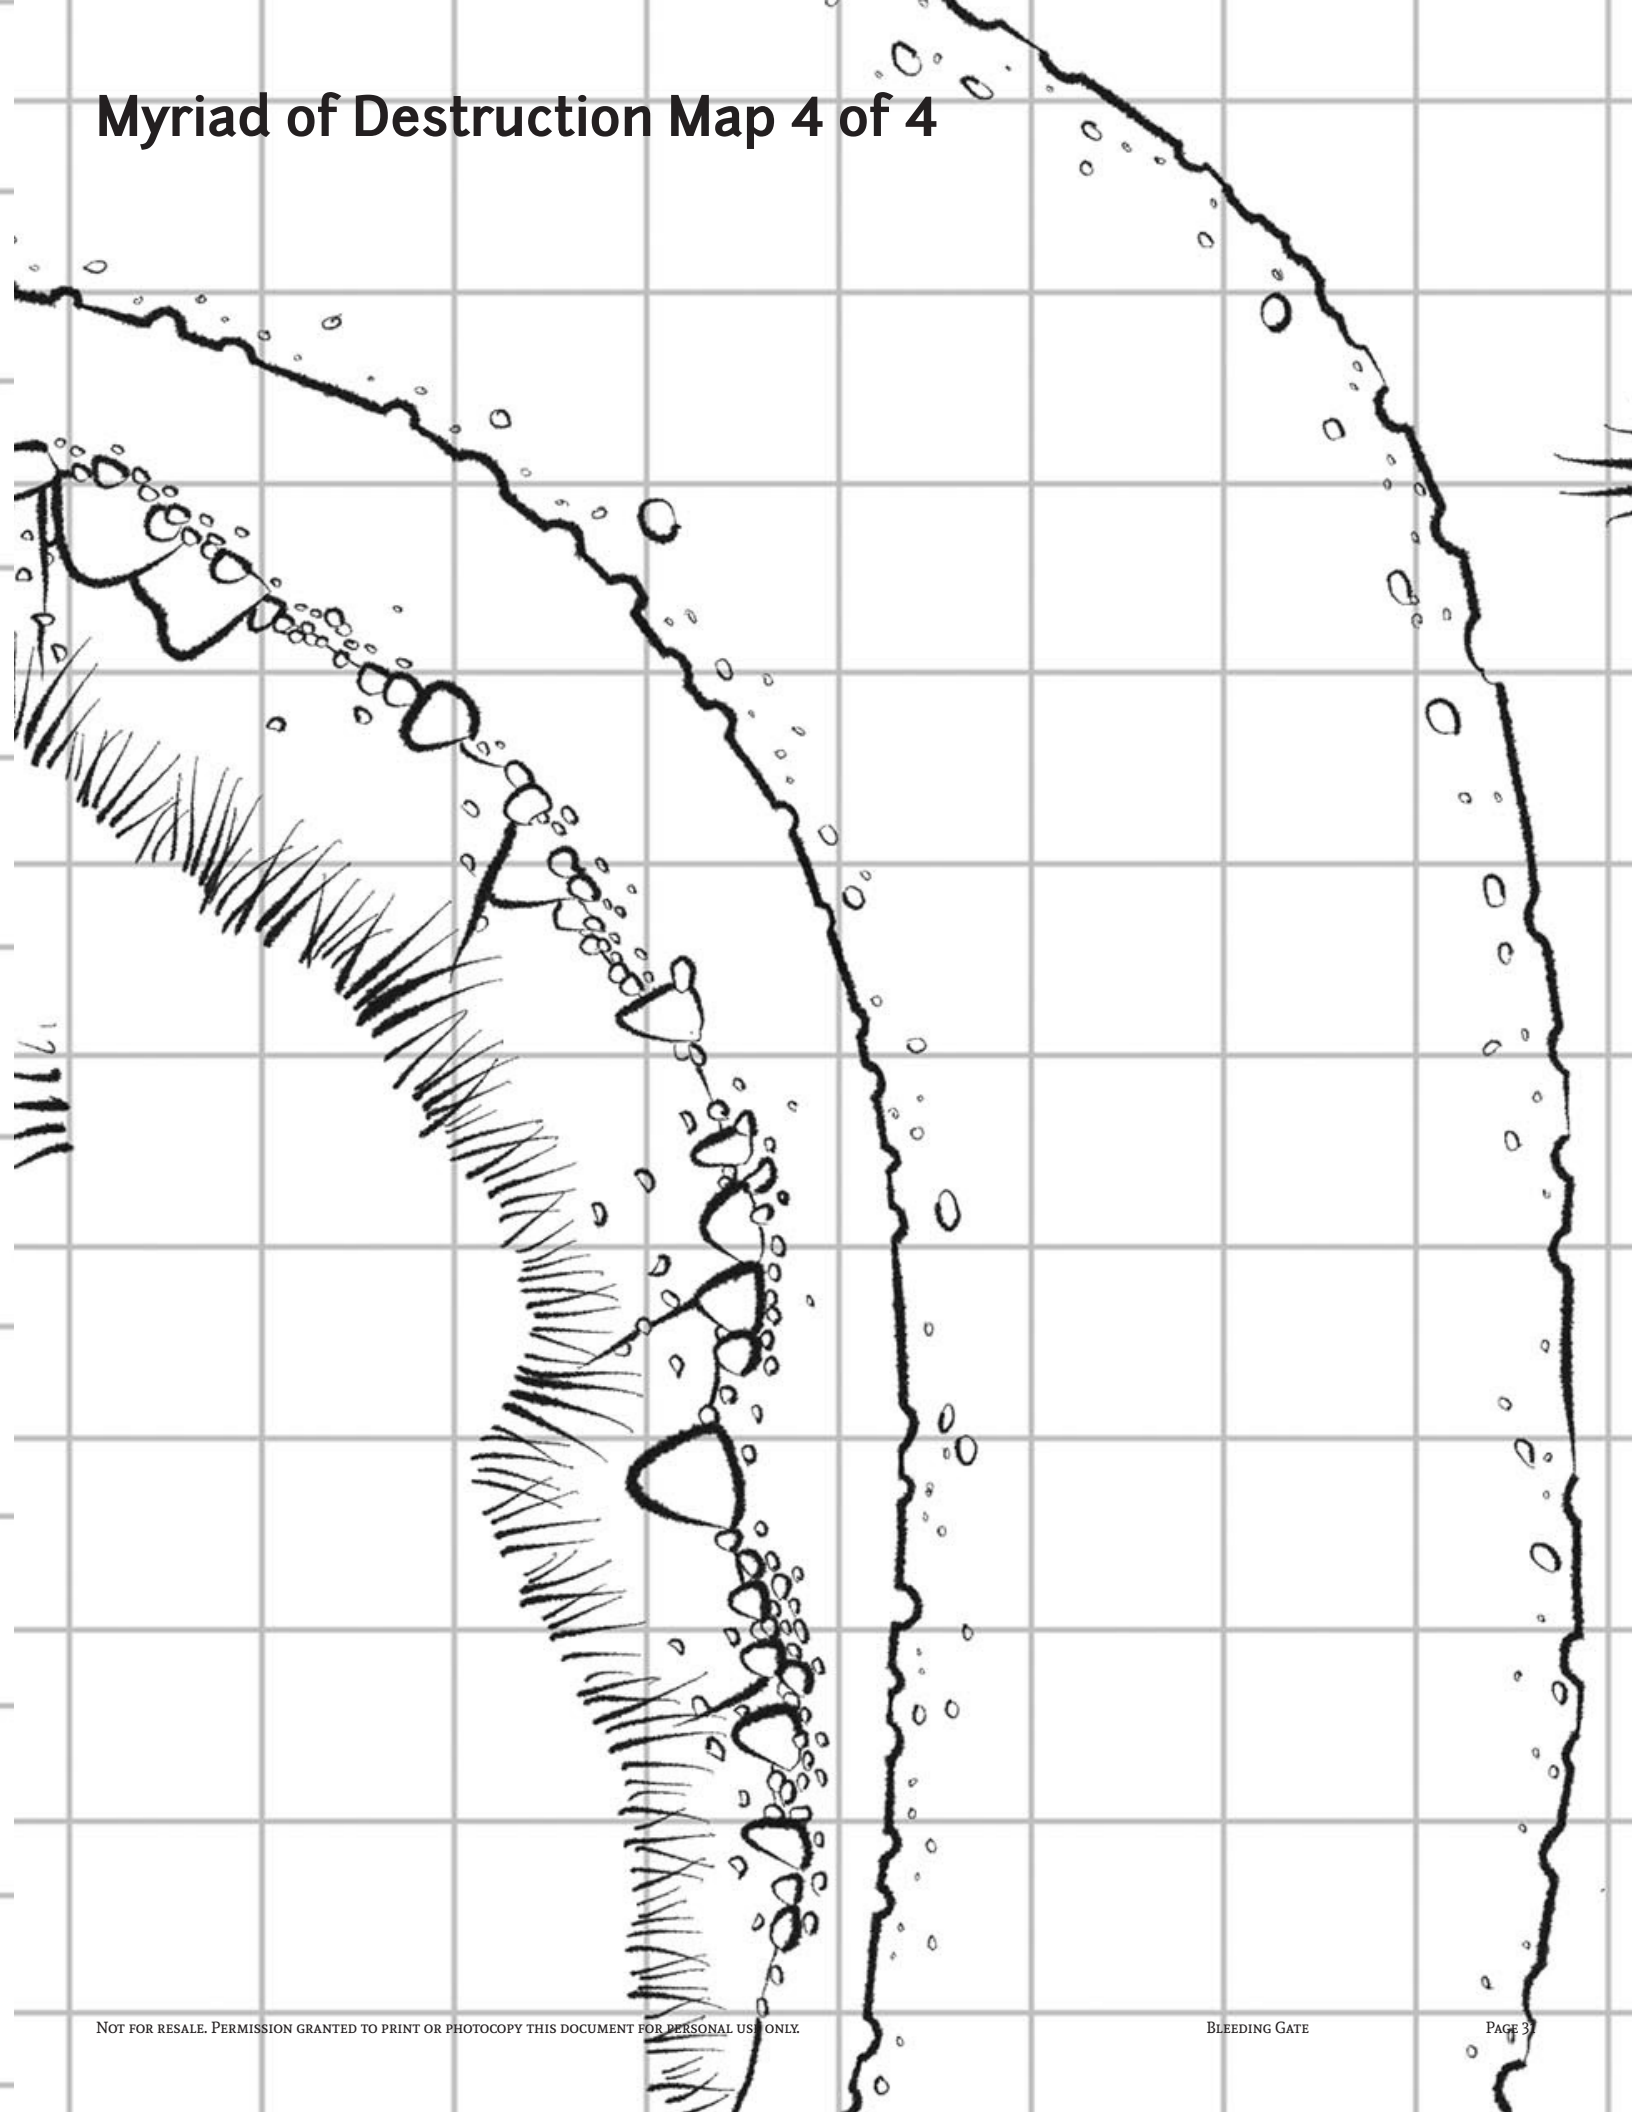 Myriad of Destruction Map 4 of 4
Not for resale. Permission granted to print or photocopy this document for personal use only. Bleeding Gate Page